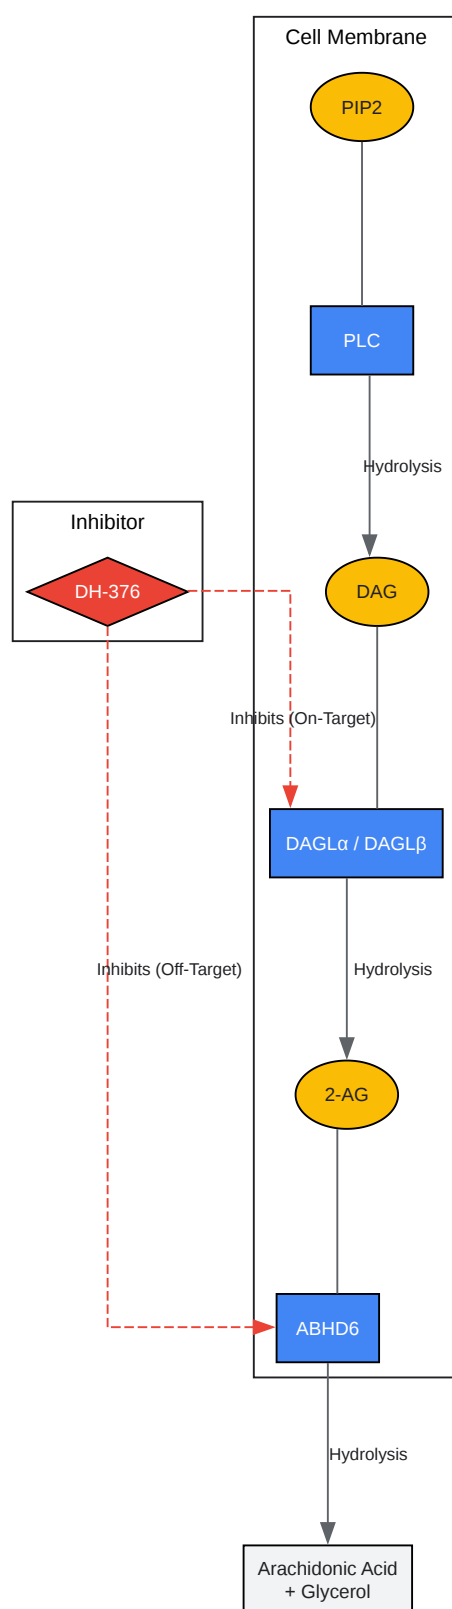 Cell Membrane
PIP2
PLC
Hydrolysis
Inhibitor
DH-376
DAG
Inhibits (On-Target)
DAGLα / DAGLβ
Inhibits (Off-Target)
Hydrolysis
2-AG
ABHD6
Hydrolysis
Arachidonic Acid
+ Glycerol